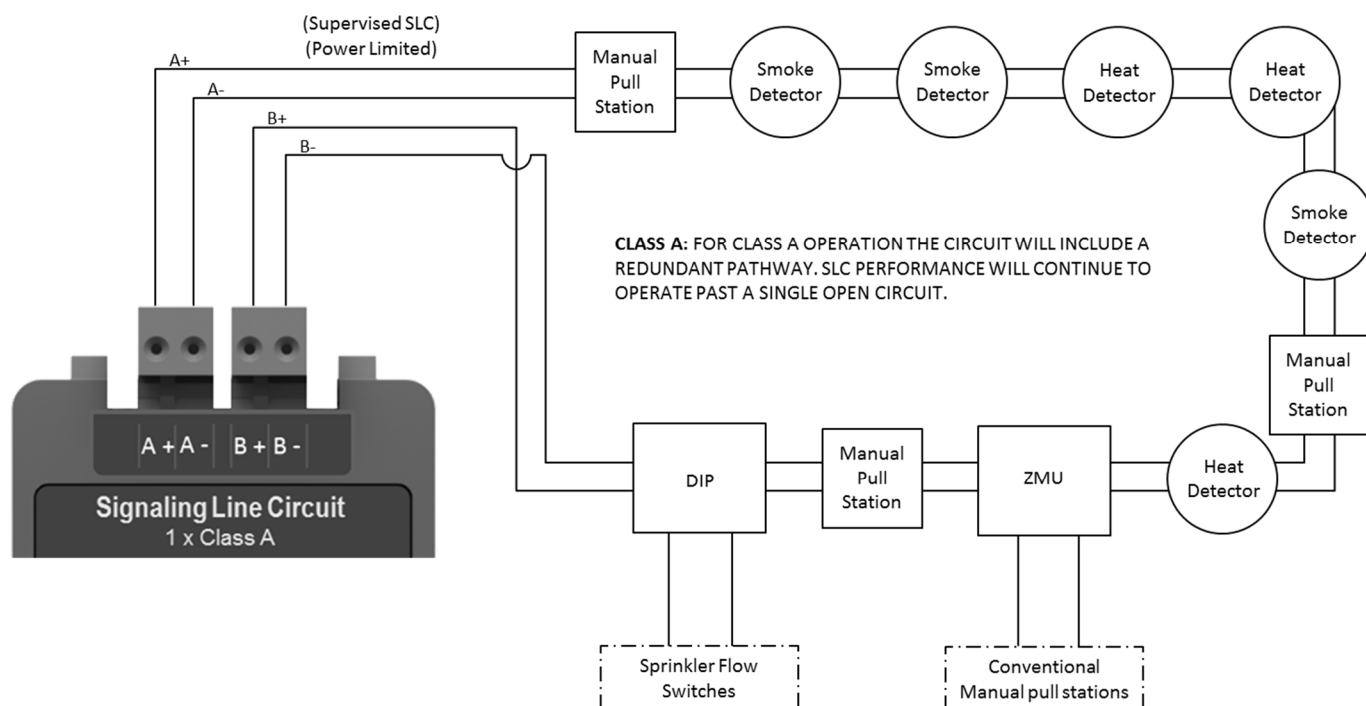 (Supervised SLC)
(Power Limited)
A+
A-
B+
B-
Manual
Pull
Station
Smoke
Detector
Smoke
Detector
Heat
Detector
Heat
Detector
Smoke
Detector
CLASS A: FOR CLASS A OPERATION THE CIRCUIT WILL INCLUDE A
REDUNDANT PATHWAY. SLC PERFORMANCE WILL CONTINUE TO
OPERATE PAST A SINGLE OPEN CIRCUIT.
Manual
Pull
Station
Heat
Detector
ZMU
Manual
Pull
Station
DIP
A + A - B + B -
Signaling Line Circuit
1 x Class A
Sprinkler Flow
Switches
Conventional
Manual pull stations